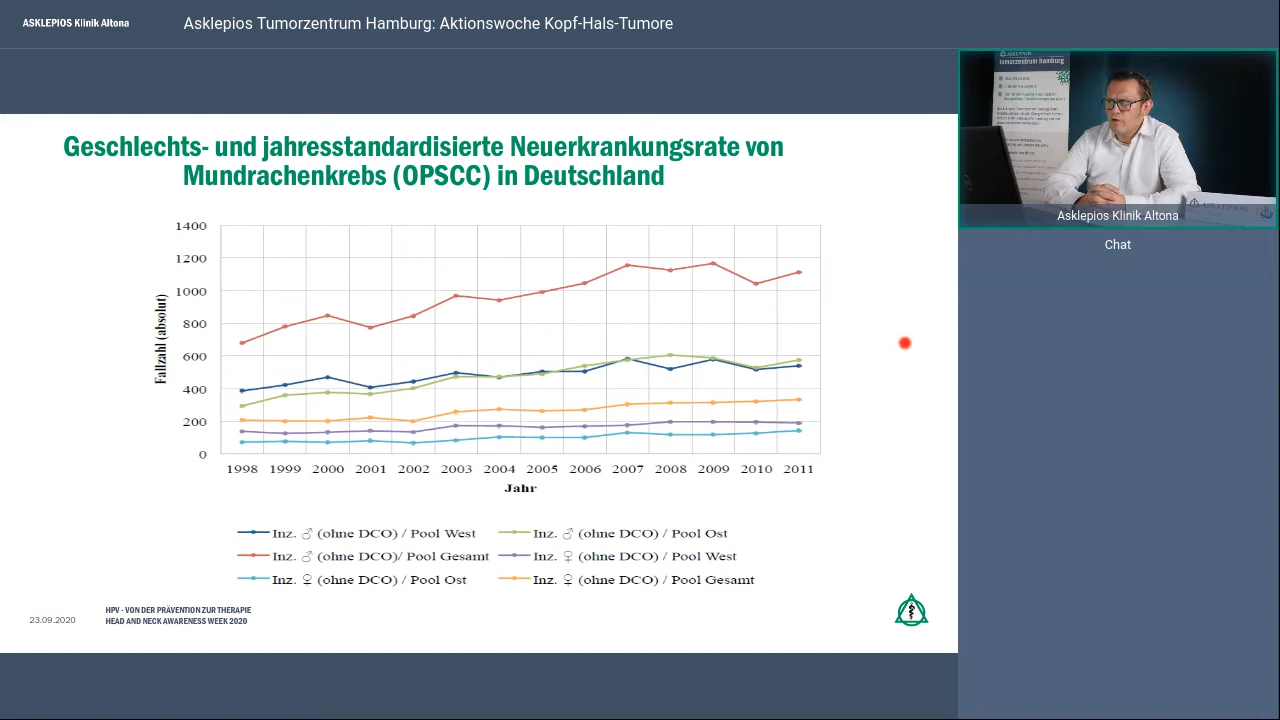 ASKLEPIOS Klinik Altona
Asklepios Tumorzentrum Hamburg: Aktionswoche Kopf-Hals-Tumore
Geschlechts- und jahresstandardisierte Neuerkrankungsrate von
Mundrachenkrebs (OPSCC) in Deutschland
1400
1200
1000
800
600
400
200
0
Fallzahl (absolut)
1998 1999 2000 2001 2002 2003 2004 2005 2006 2007 2008 2009 2010 2011
Jahr
Inz. ♂ (ohne DCO) / Pool West
Inz. ♂ (ohne DCO) / Pool Ost
Inz. ♂ (ohne DCO)/ Pool Gesamt
Inz. ♀ (ohne DCO) / Pool West
Inz. ♀ (ohne DCO) / Pool Ost
Inz. ♀ (ohne DCO) / Pool Gesamt
23.09.2020
HPV - VON DER PRÄVENTION ZUR THERAPIE
HEAD AND NECK AWARENESS WEEK 2020
ASKLEPIOS
tumorzentrum hamburg
ASKLEPIOS
Asklepios Klinik Altona
Chat